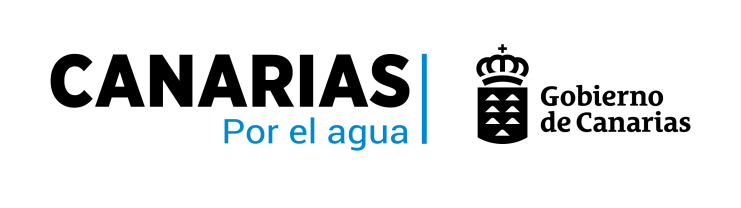 CANARIAS
Por el agua
Gobierno
de Canarias